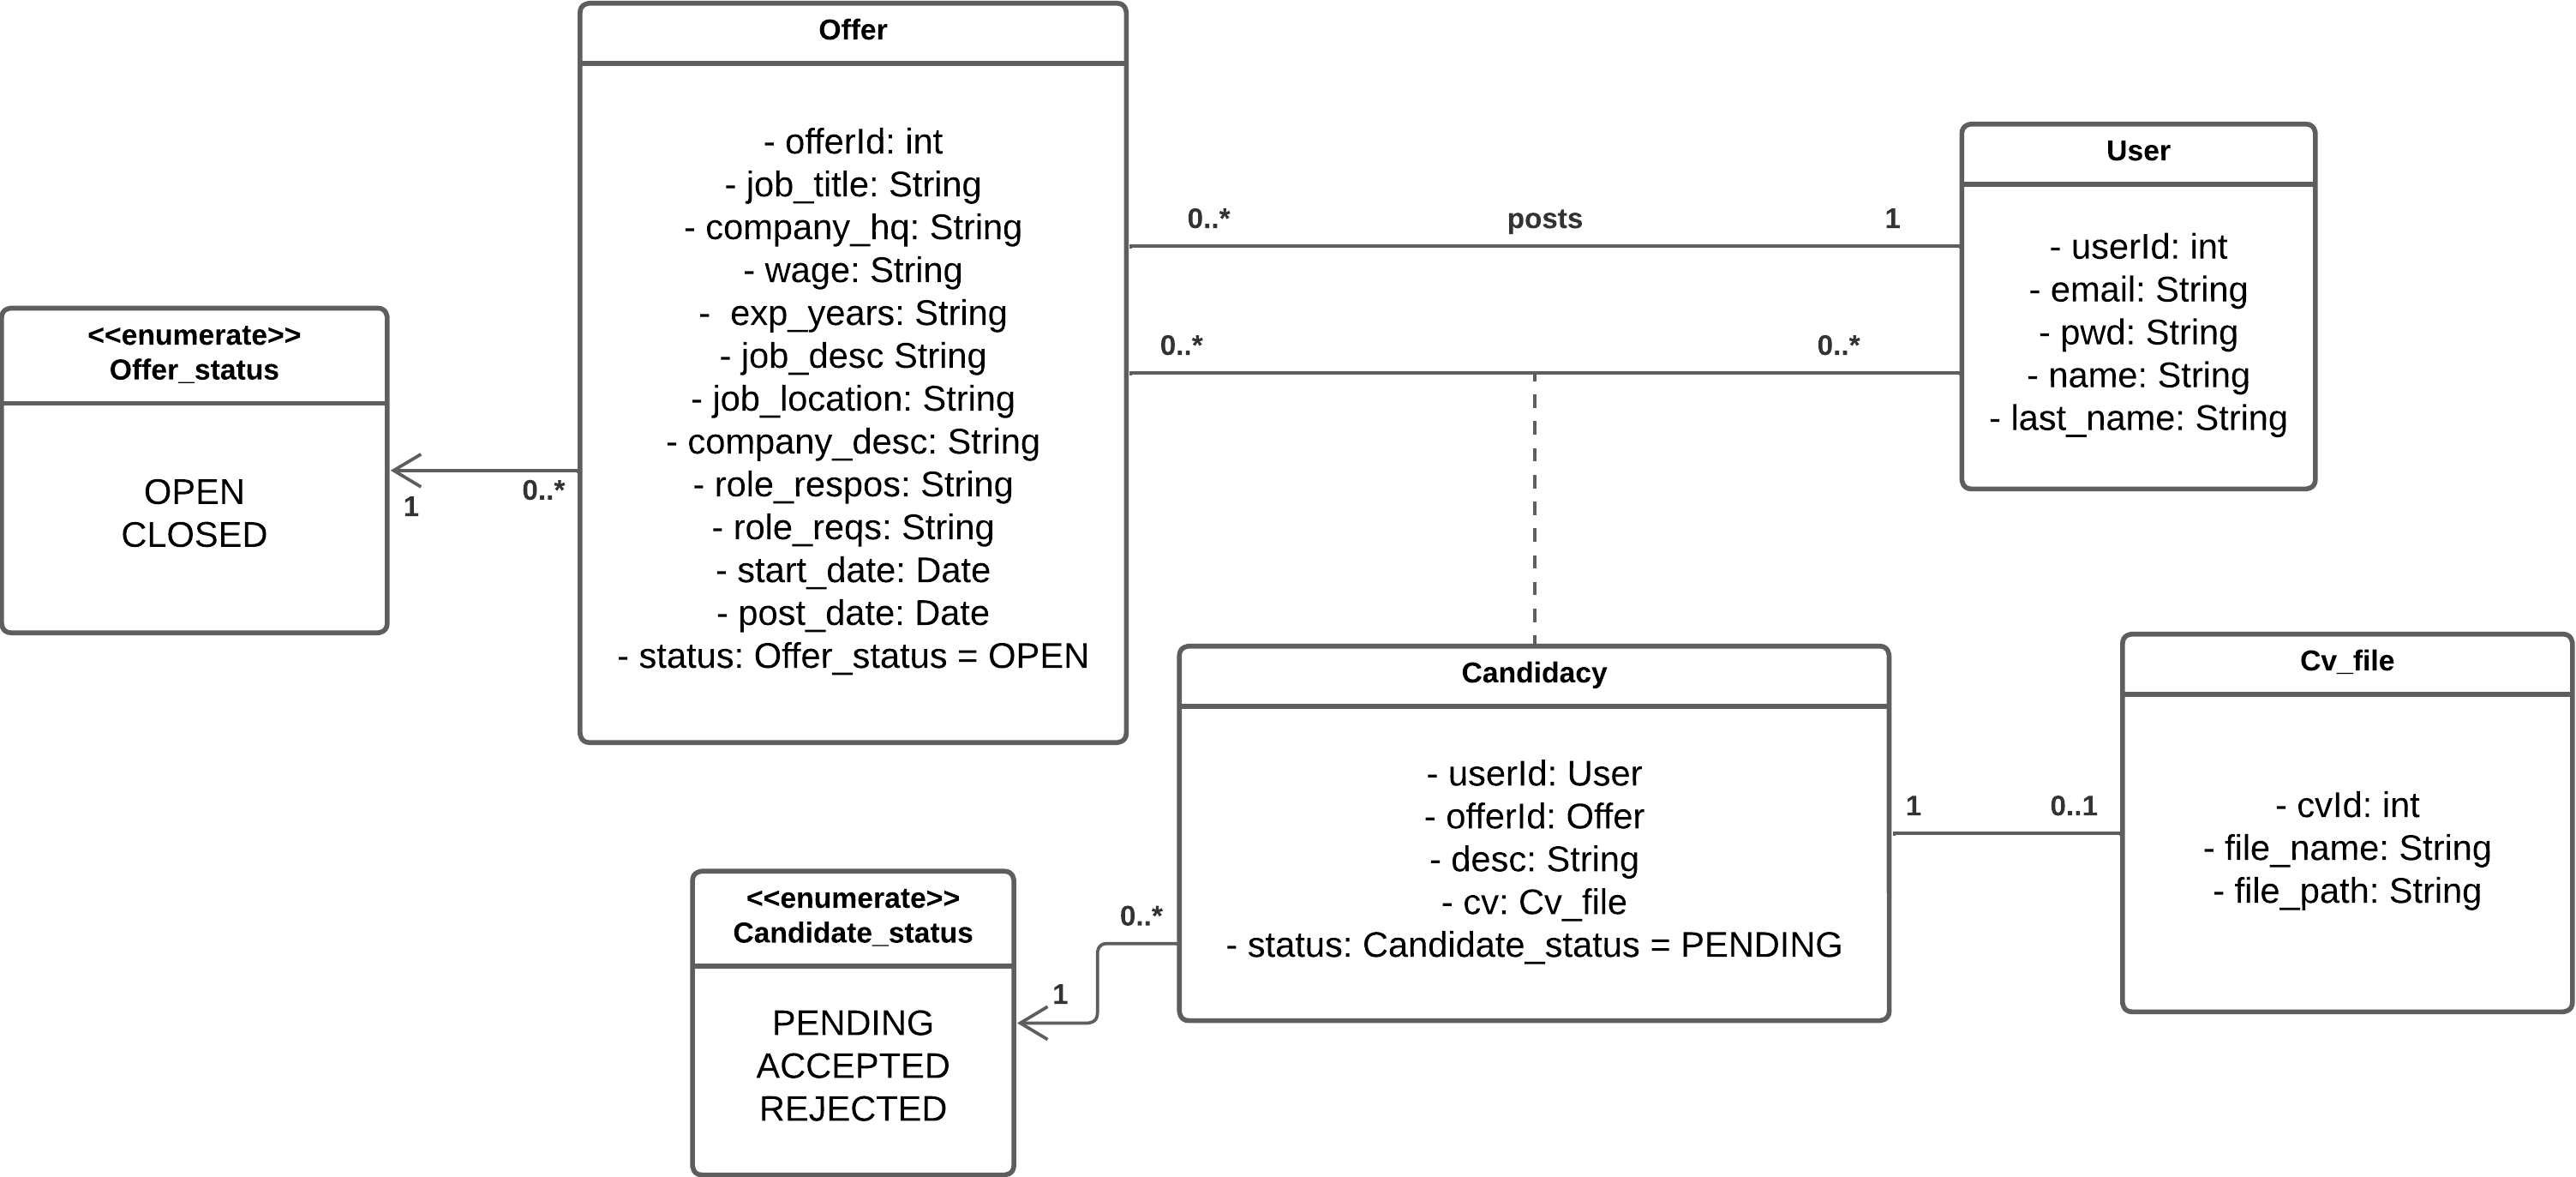 Offer
- offerId: int
- job_title: String
- company_hq: String
- wage: String
-  exp_years: String
- job_desc String
- job_location: String
- company_desc: String
- role_respos: String
- role_reqs: String
- start_date: Date
- post_date: Date
- status: Offer_status = OPEN
<<enumerate>>
Offer_status
OPEN
CLOSED
1
0..*
0..*
posts
1
0..*
0..*
User
- userId: int
- email: String
- pwd: String
- name: String
- last_name: String
Candidacy
- userId: User
- offerId: Offer
- desc: String
- cv: Cv_file
- status: Candidate_status = PENDING
1
0..1
Cv_file
- cvId: int
- file_name: String
- file_path: String
0..*
1
<<enumerate>>
Candidate_status
PENDING
ACCEPTED
REJECTED